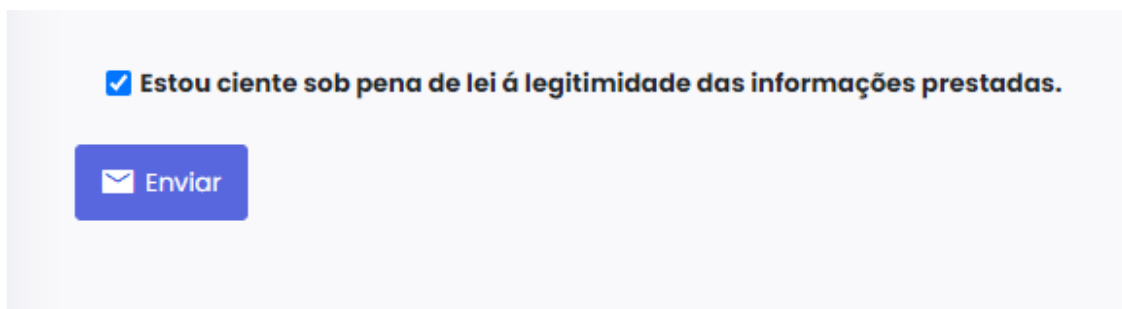 Estou ciente sob pena de lei á legitimidade das informações prestadas.
Enviar